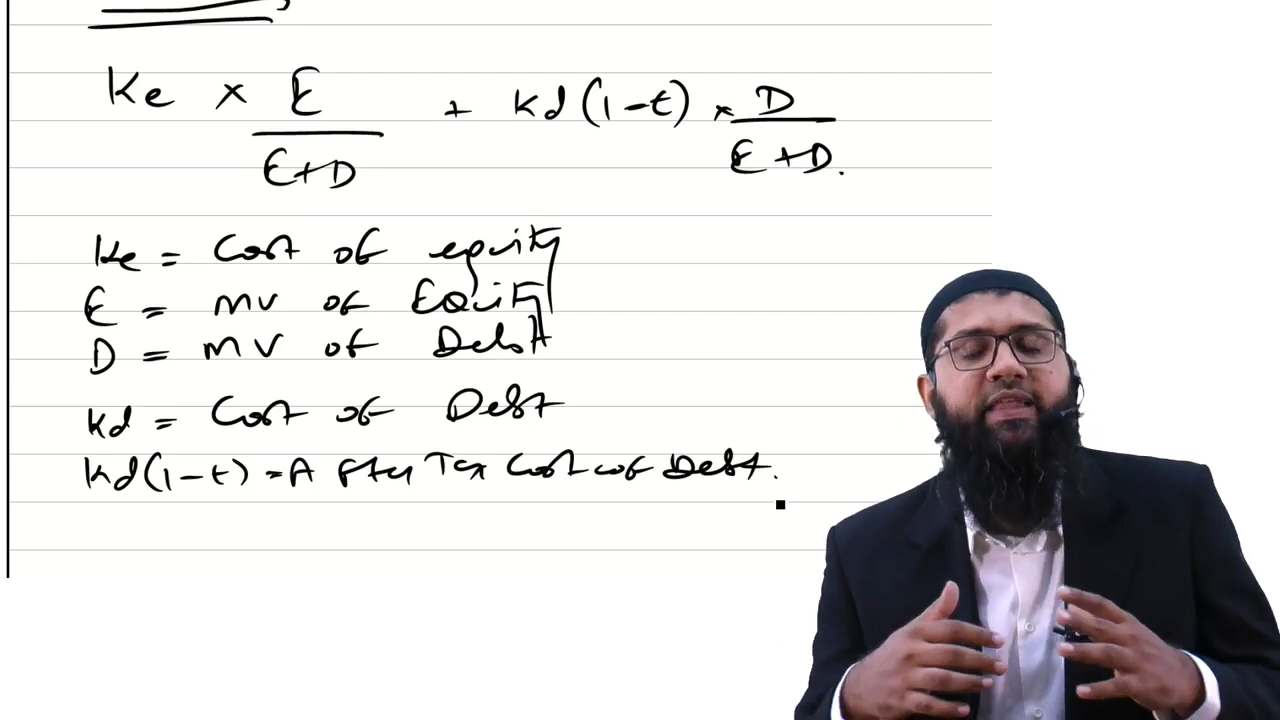 Ke × E + Kd(1-t) × D
E+D E+D.
Ke = Cost of equity
E = mv of Equity
D = mv of Debt
Kd = Cost of Debt
Kd(1-t) = After Tax Cost of Debt.